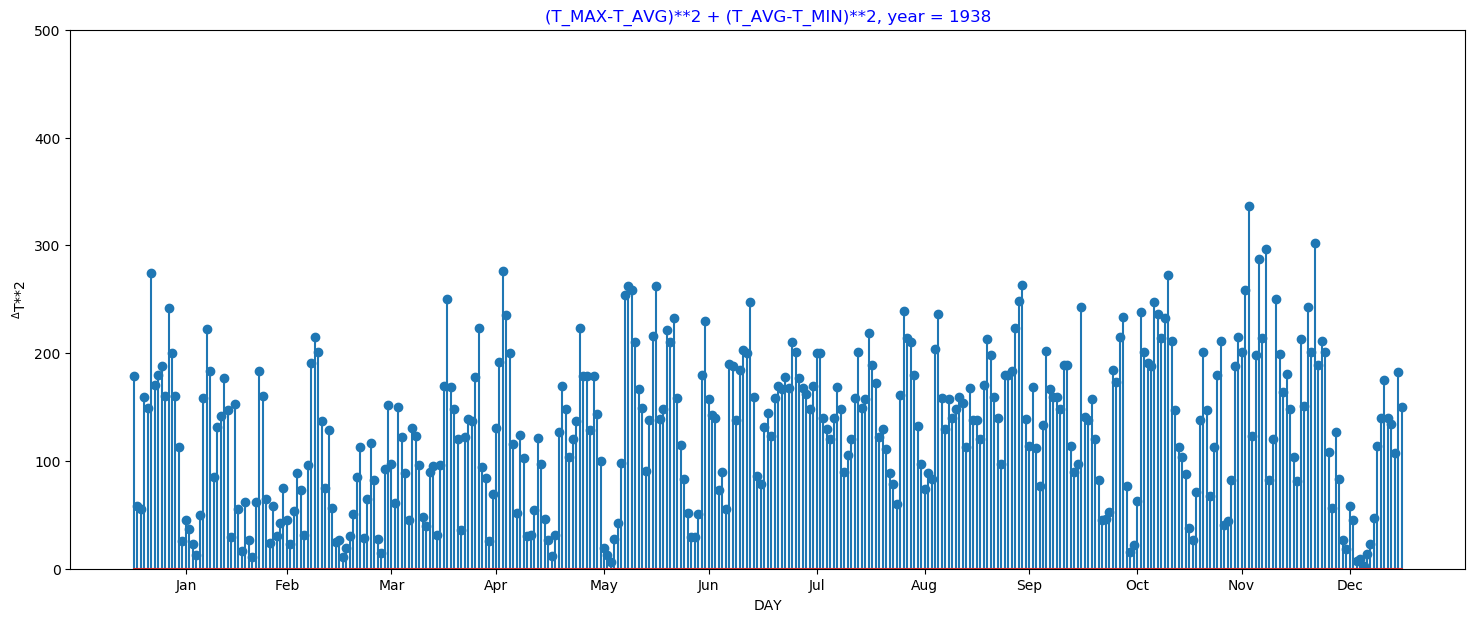 (T_MAX-T_AVG)**2 + (T_AVG-T_MIN)**2, year = 1938
500
400
300
200
100
0
ΔT**2
Jan Feb Mar Apr May Jun Jul Aug Sep Oct Nov Dec
DAY